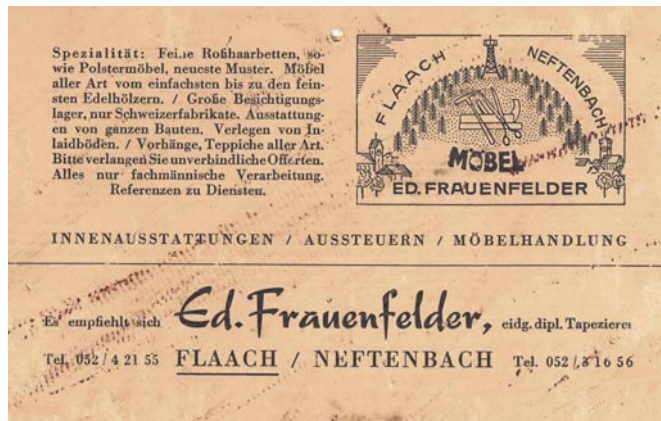 Spezialität: Feine Roßhaarbetten, so-
wie Polstermöbel, neueste Muster. Möbel
aller Art vom einfachsten bis zu den fein-
sten Edelhölzern. / Große Besichtigungs-
lager, nur Schweizerfabrikate. Ausstattung-
en von ganzen Bauten. Verlegen von In-
laidböden. / Vorhänge, Teppiche aller Art.
Bitte verlangen Sie unverbindliche Offerten.
Alles nur fachmännische Verarbeitung.
Referenzen zu Diensten.
FLAACH NEFTENBACH
MÖBEL
ED. FRAUENFELDER
INNENAUSSTATTUNGEN / AUSSTEUERN / MÖBELHANDLUNG
Es empfiehlt sich Ed. Frauenfelder, eidg. dipl. Tapezierer
Tel. 052 / 4 21 55 FLAACH / NEFTENBACH Tel. 052 / 3 16 56